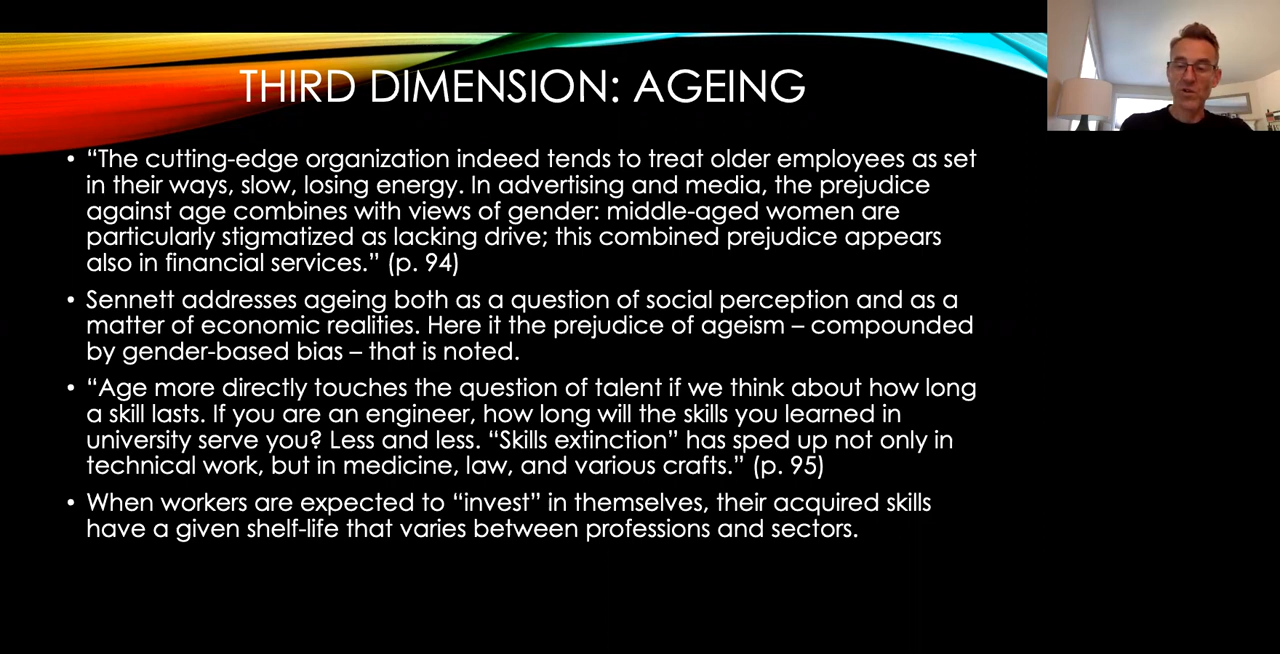 THIRD DIMENSION: AGEING
• “The cutting-edge organization indeed tends to treat older employees as set
in their ways, slow, losing energy. In advertising and media, the prejudice
against age combines with views of gender: middle-aged women are
particularly stigmatized as lacking drive; this combined prejudice appears
also in financial services.” (p. 94)
• Sennett addresses ageing both as a question of social perception and as a
matter of economic realities. Here it the prejudice of ageism – compounded
by gender-based bias – that is noted.
• “Age more directly touches the question of talent if we think about how long
a skill lasts. If you are an engineer, how long will the skills you learned in
university serve you? Less and less. “Skills extinction” has sped up not only in
technical work, but in medicine, law, and various crafts.” (p. 95)
• When workers are expected to “invest” in themselves, their acquired skills
have a given shelf-life that varies between professions and sectors.